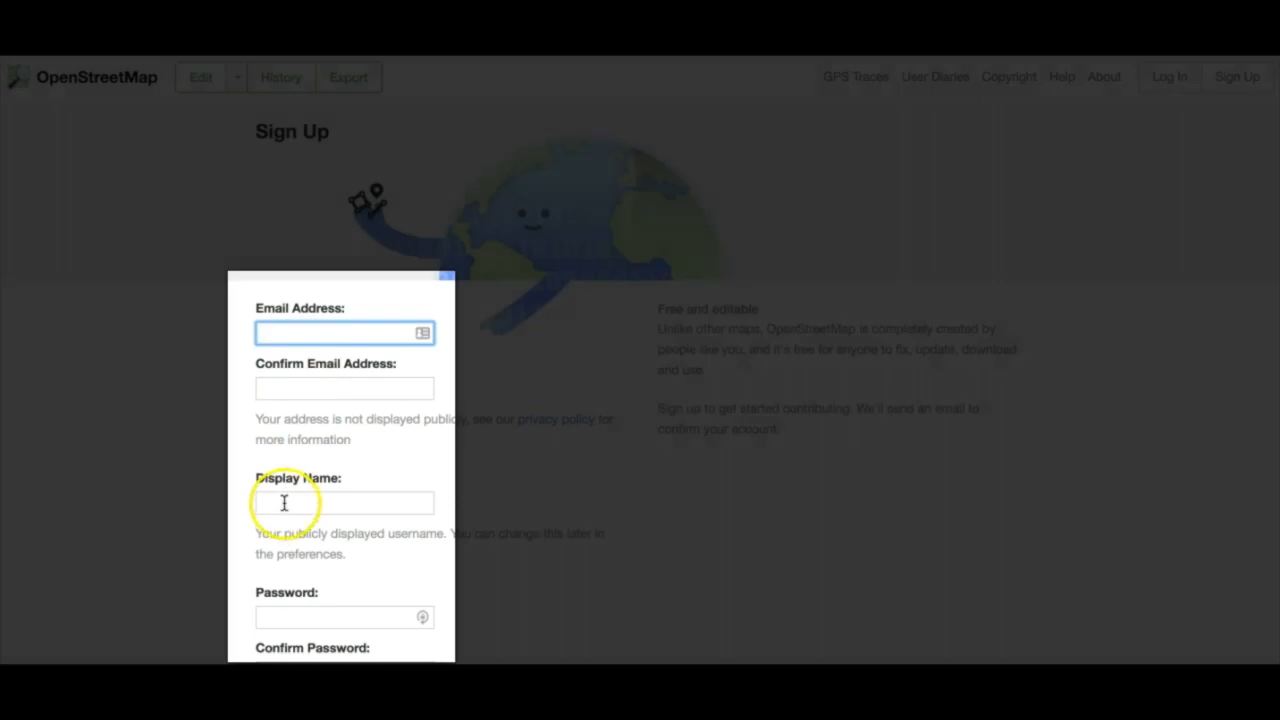 OpenStreetMap Edit History Export GPS Traces User Diaries Copyright Help About Log In Sign Up
Sign Up
Email Address:
Confirm Email Address:
Your address is not displayed publicly, see our privacy policy for
more information
Display Name:
Your publicly displayed username. You can change this later in
the preferences.
Password:
Confirm Password:
Free and editable
Unlike other maps, OpenStreetMap is completely created by
people like you, and it's free for anyone to fix, update, download
and use.
Sign up to get started contributing. We'll send an email to
confirm your account.